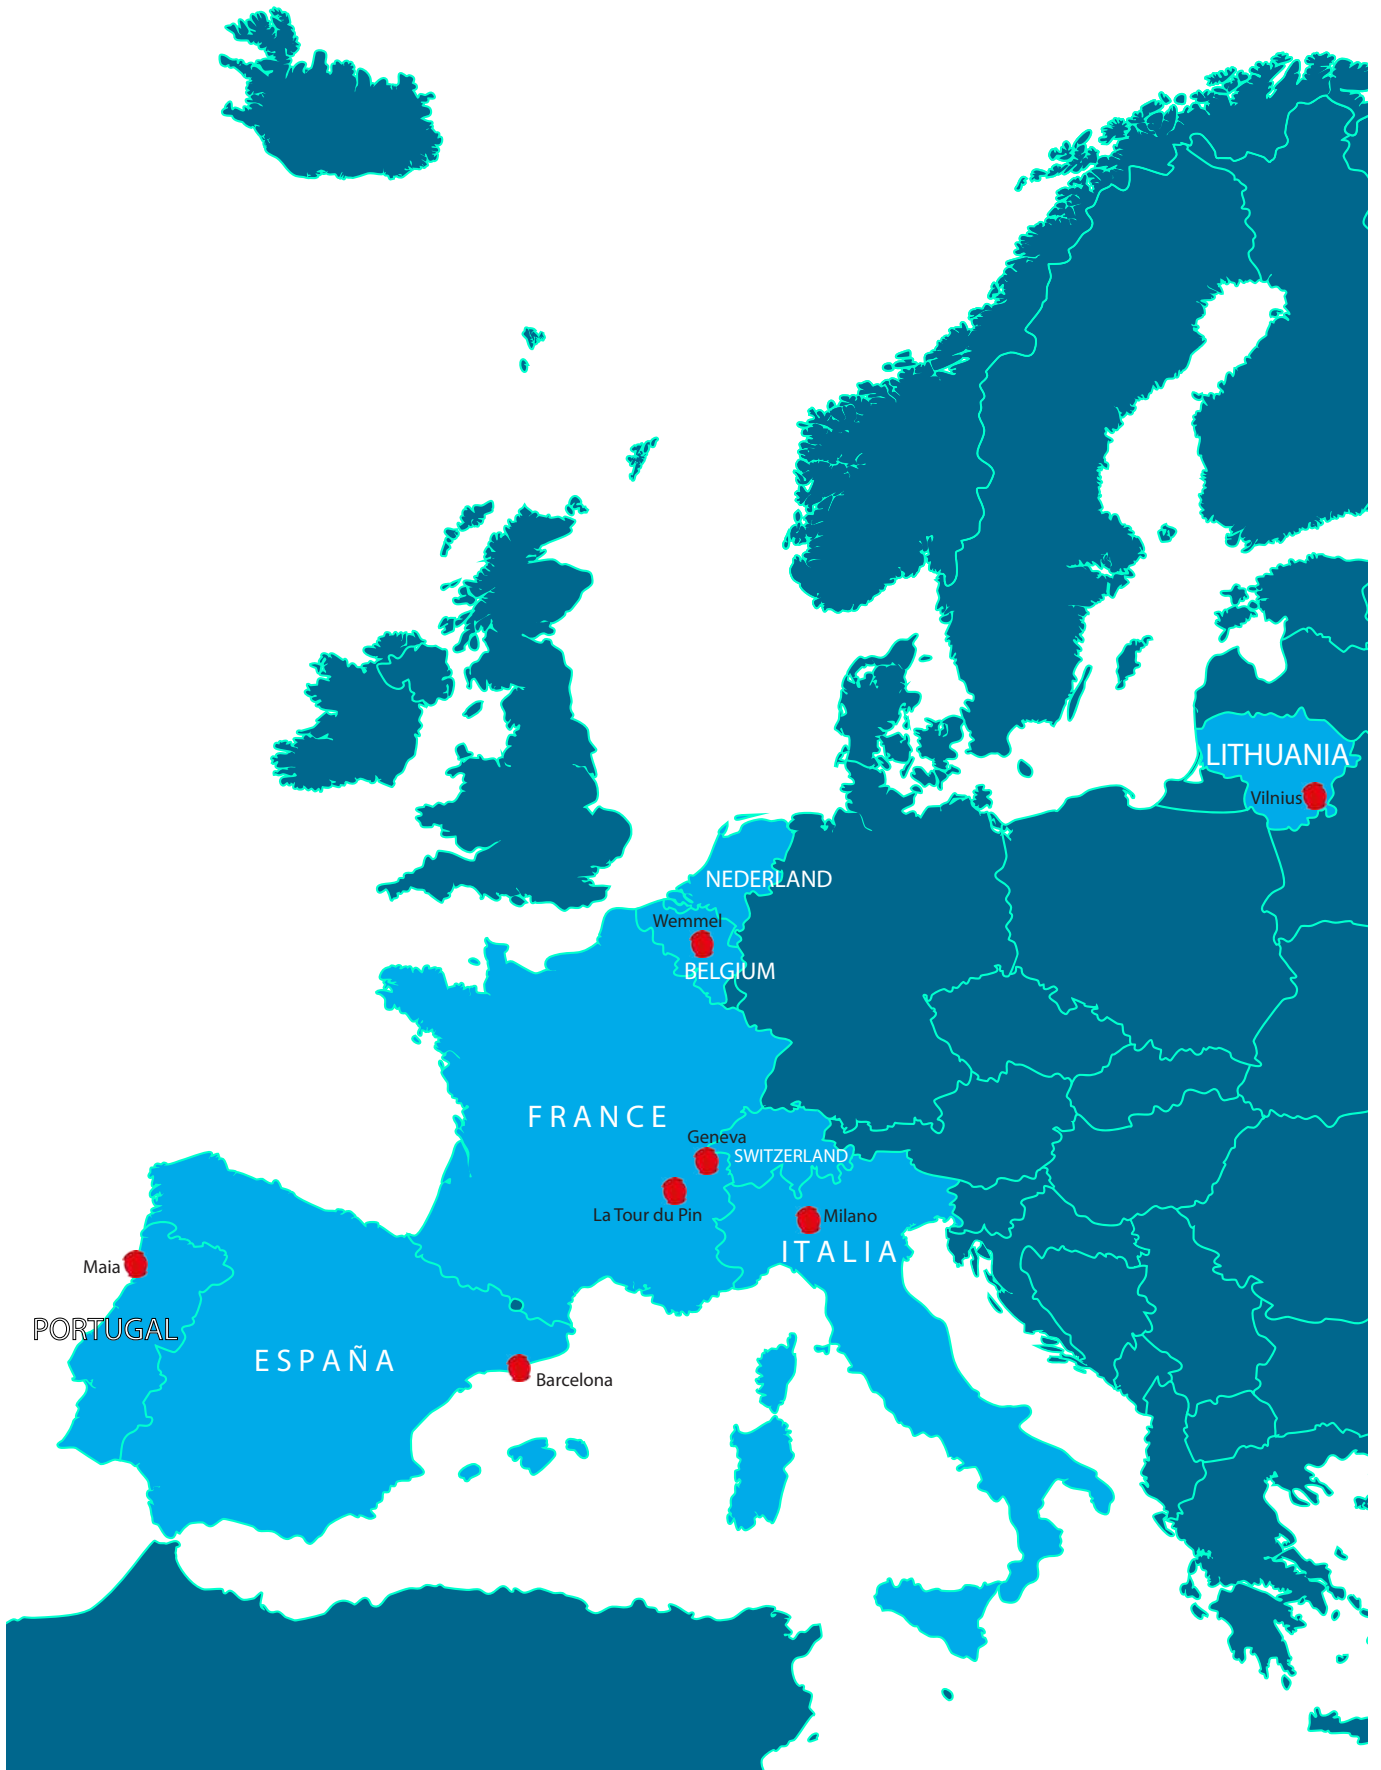 LITHUANIA
Vilnius
NEDERLAND
Wemmel
BELGIUM
FRANCE
Geneva
SWITZERLAND
La Tour du Pin
Milano
ITALIA
Maia
PORTUGAL
ESPAÑA
Barcelona